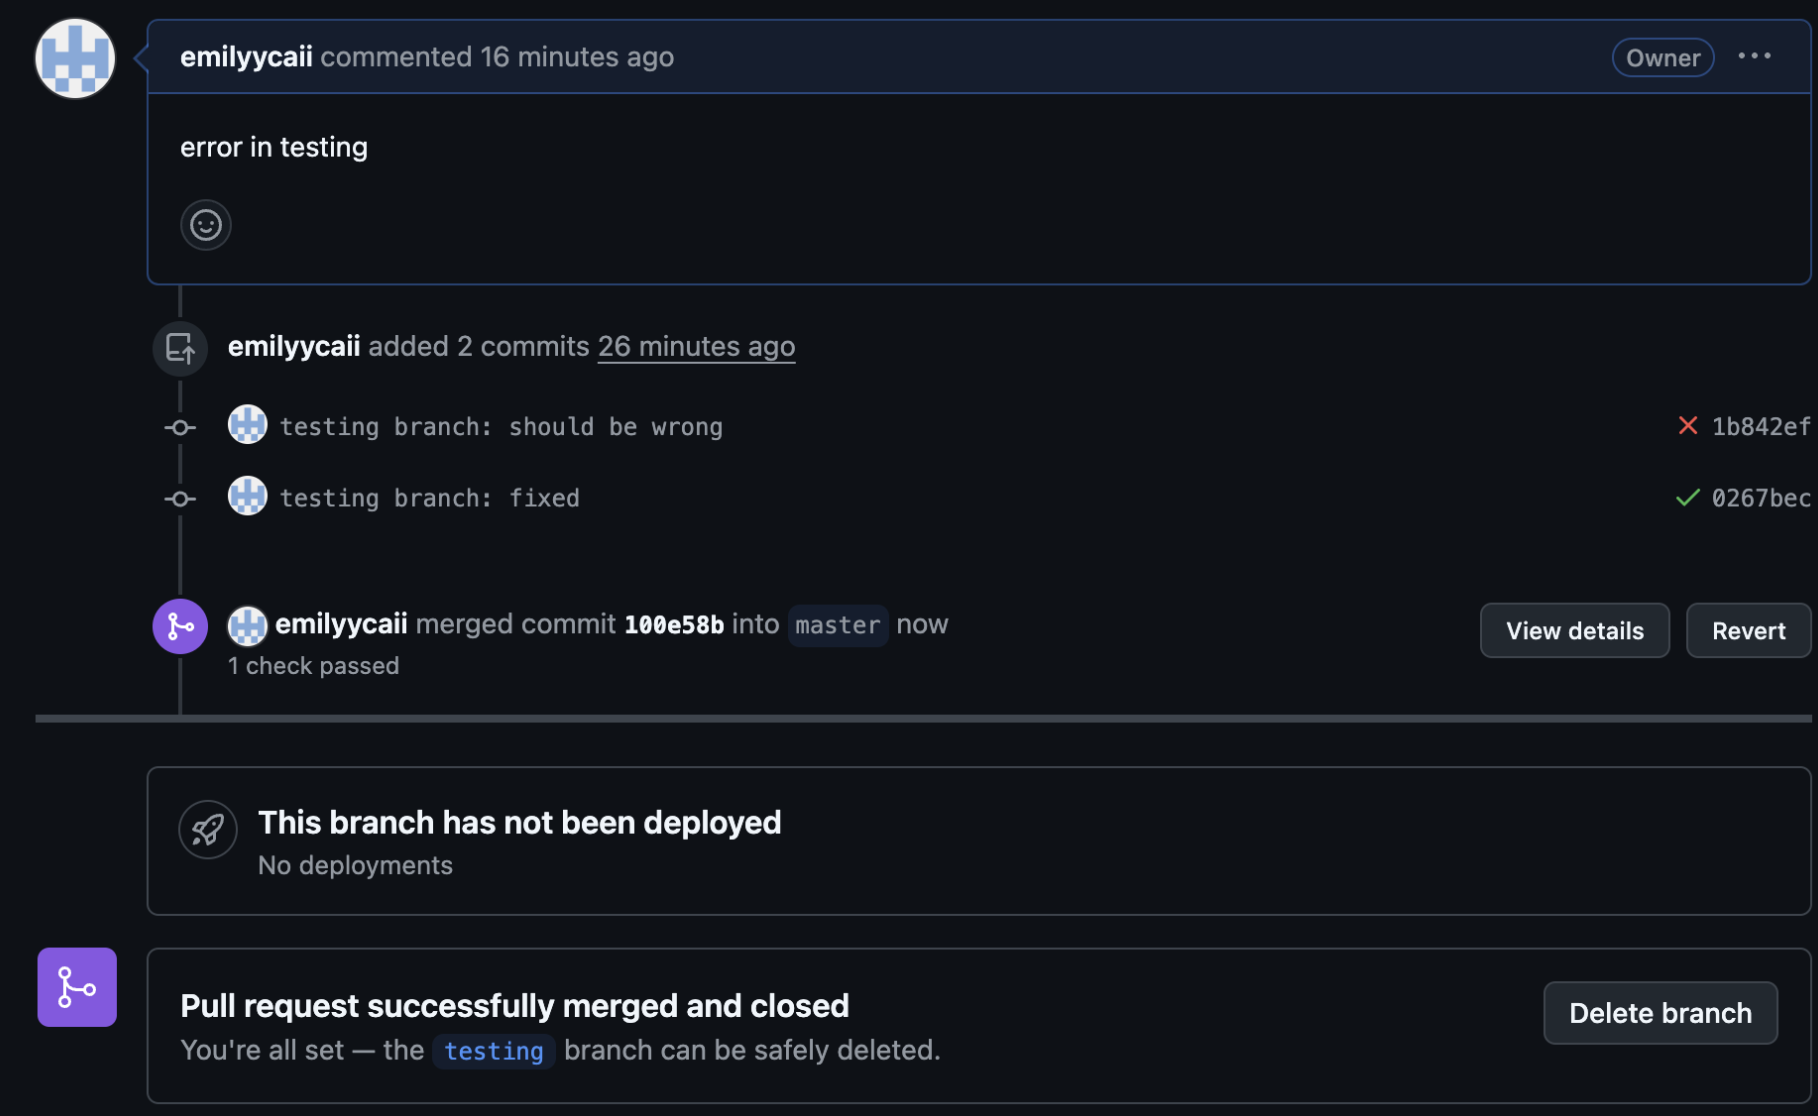 emilyycaii commented 16 minutes ago Owner ...
error in testing
emilyycaii added 2 commits 26 minutes ago
testing branch: should be wrong 1b842ef
testing branch: fixed 0267bec
emilyycaii merged commit 100e58b into master now View details Revert
1 check passed
This branch has not been deployed
No deployments
Pull request successfully merged and closed
You're all set — the testing branch can be safely deleted. Delete branch